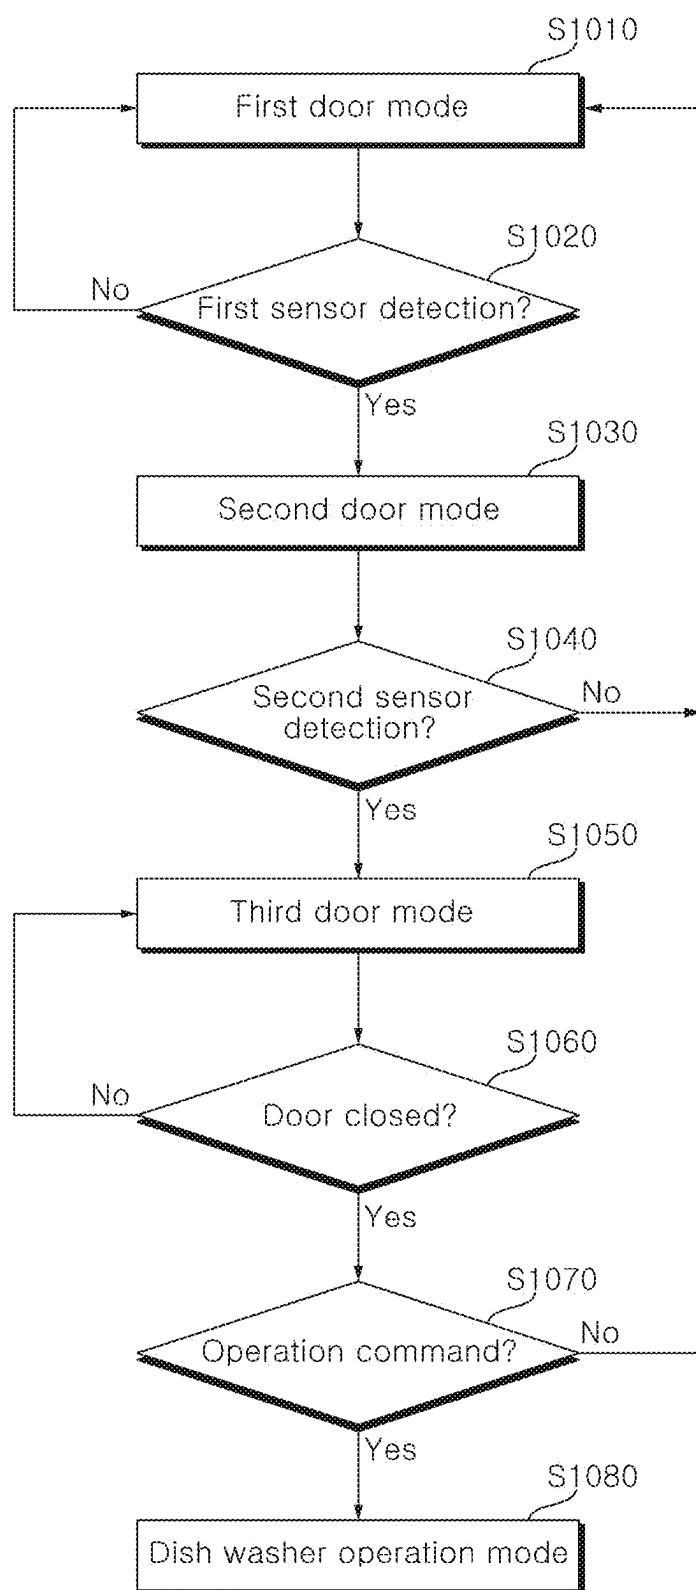 S1010
First door mode
S1020
No
First sensor detection?
Yes
S1030
Second door mode
S1040
Second sensor
detection?
No
Yes
S1050
Third door mode
S1060
No
Door closed?
Yes
S1070
Operation command?
No
Yes
S1080
Dish washer operation mode